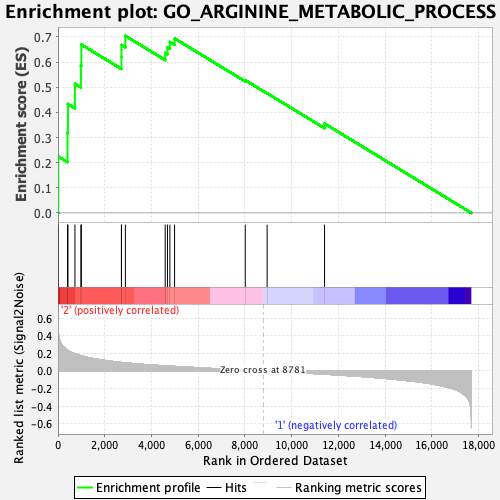 Enrichment plot: GO_ARGININE_METABOLIC_PROCESS
Enrichment score (ES)
0.7
0.6
0.5
0.4
0.3
0.2
0.1
0.0
'2' (positively correlated)
Ranked list metric (Signal2Noise)
0.6
0.4
0.2
0.0
-0.2
-0.4
-0.6
Zero cross at 8781
'1' (negatively correlated)
0 2,000 4,000 6,000 8,000 10,000 12,000 14,000 16,000 18,000
Rank in Ordered Dataset
Enrichment profile Hits Ranking metric scores